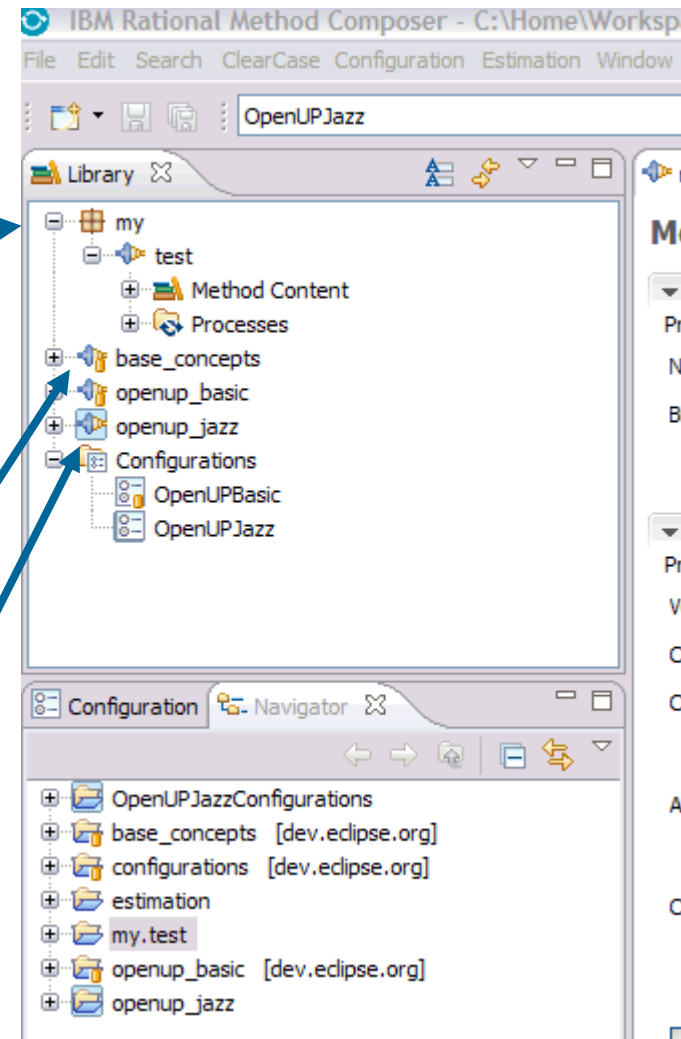 IBM Rational Method Composer - C:\Home\Worksp
File Edit Search ClearCase Configuration Estimation Window
OpenUPJazz
Library
my
test
Method Content
Processes
base_concepts
openup_basic
openup_jazz
Configurations
OpenUPBasic
OpenUPJazz
Configuration Navigator
OpenUPJazzConfigurations
base_concepts [dev.eclipse.org]
configurations [dev.eclipse.org]
estimation
my.test
openup_basic [dev.eclipse.org]
openup_jazz